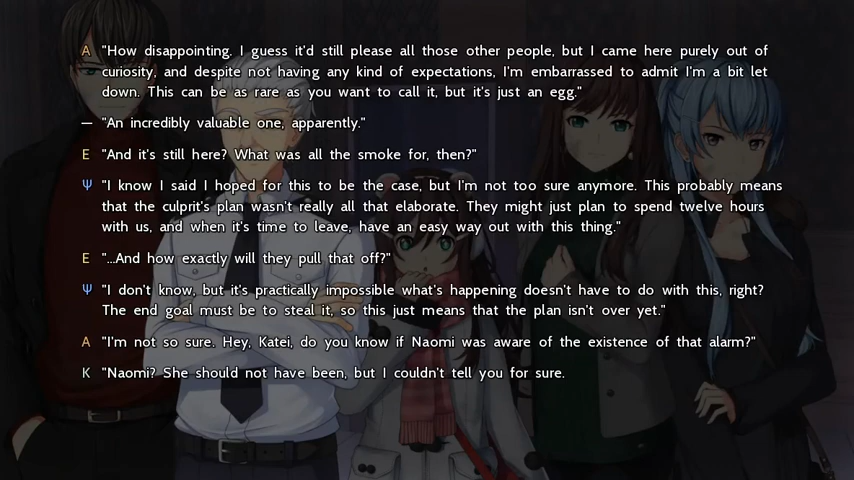 A "How disappointing. I guess it'd still please all those other people, but I came here purely out of
curiosity, and despite not having any kind of expectations, I'm embarrassed to admit I'm a bit let
down. This can be as rare as you want to call it, but it's just an egg."
— "An incredibly valuable one, apparently."
E "And it's still here? What was all the smoke for, then?"
Ψ "I know I said I hoped for this to be the case, but I'm not too sure anymore. This probably means
that the culprit's plan wasn't really all that elaborate. They might just plan to spend twelve hours
with us, and when it's time to leave, have an easy way out with this thing."
E "...And how exactly will they pull that off?"
Ψ "I don't know, but it's practically impossible what's happening doesn't have to do with this, right?
The end goal must be to steal it, so this just means that the plan isn't over yet."
A "I'm not so sure. Hey, Katei, do you know if Naomi was aware of the existence of that alarm?"
K "Naomi? She should not have been, but I couldn't tell you for sure.